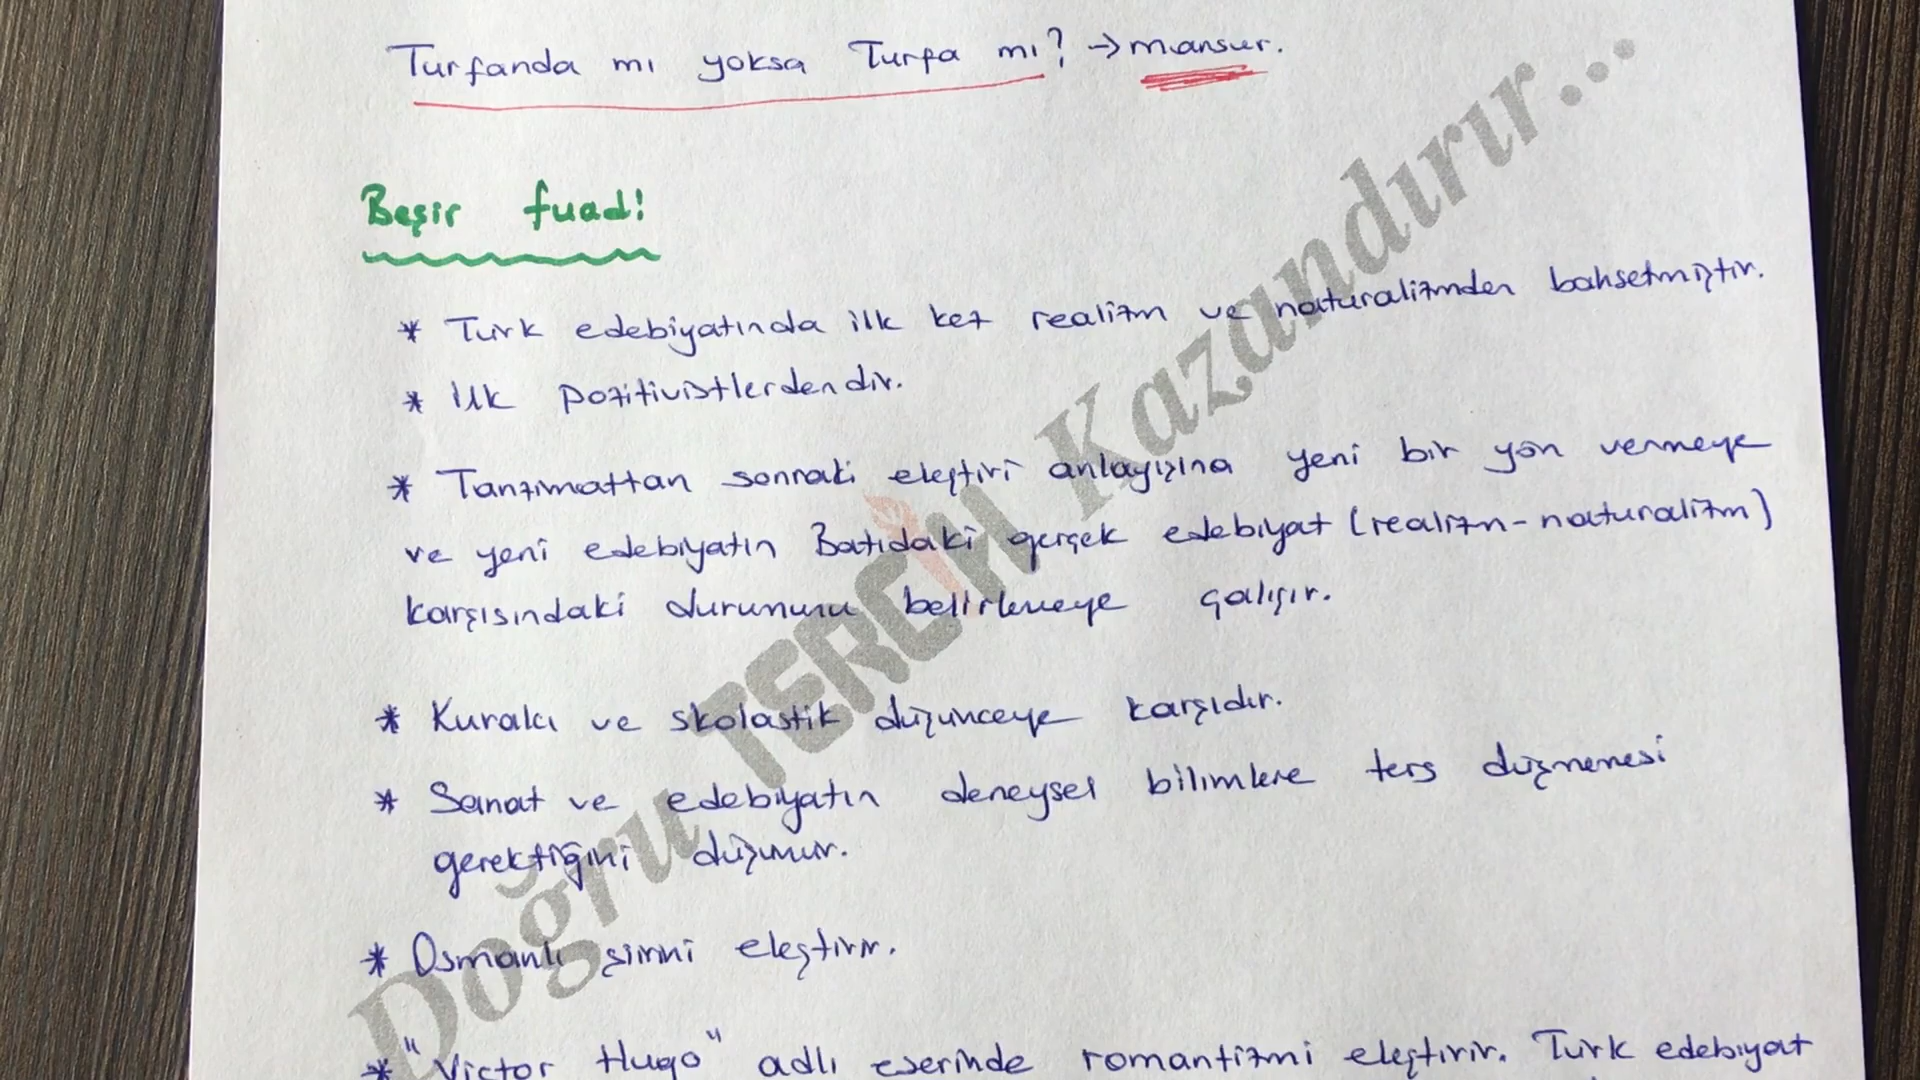 Turfanda mı yoksa Turfa mı? → mansur.
Beşir fuad!
* Türk edebiyatında ilk kez realizm ve naturalizmden bahsetmiştir.
* İlk pozitivistlerdendir.
* Tanzimattan sonraki eleştiri anlayışına yeni bir yön vermeye
ve yeni edebiyatın Batıdaki gerçek edebiyat (realizm-naturalizm)
karşısındaki durumunu belirlemeye çalışır.
* Kuralcı ve skolastik düşünceye karşıdır.
* Sanat ve edebiyatın deneysel bilimlere ters düşmemesi
gerektiğini düşünür.
* Osmanlı şiirini eleştirir.
* "Victor Hugo" adlı eserinde romantizmi eleştirir. Türk edebiyat
Doğru TERCİH Kazandırır...